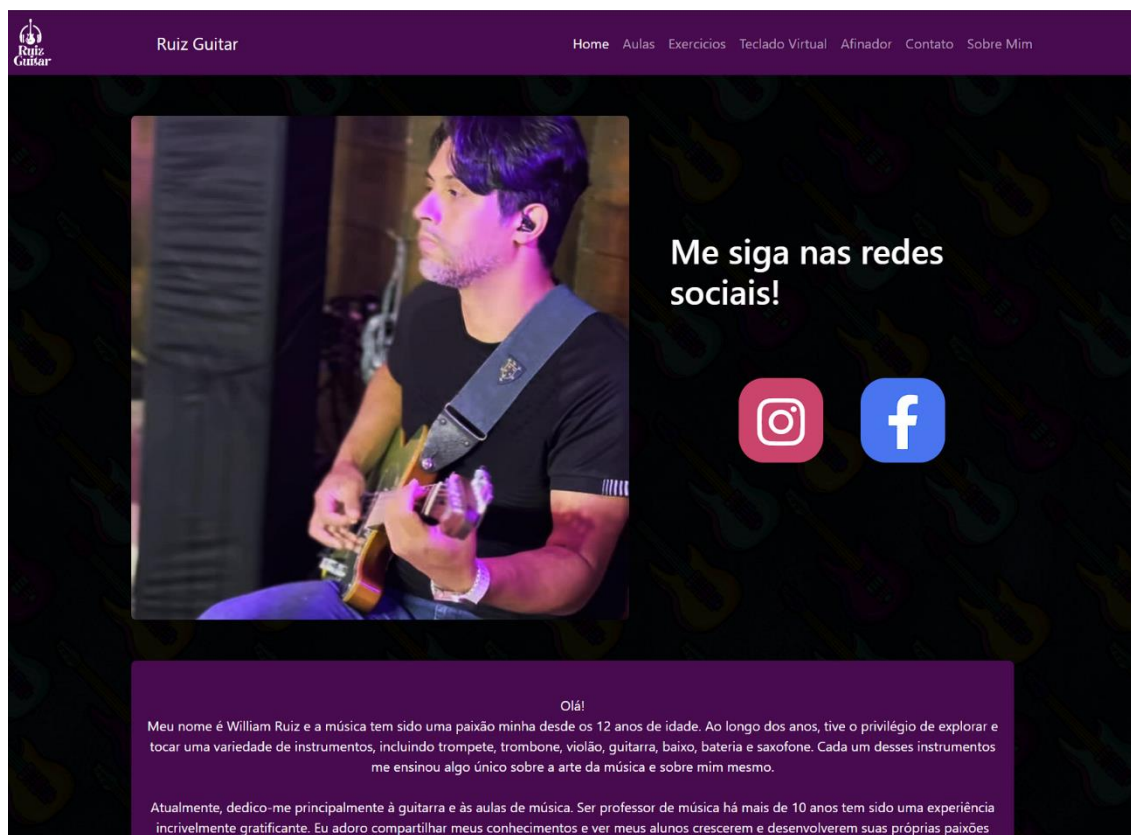 Ruiz
Guitar
Ruiz Guitar
Home Aulas Exercicios Teclado Virtual Afinador Contato Sobre Mim
Me siga nas redes
sociais!
Olá!
Meu nome é William Ruiz e a música tem sido uma paixão minha desde os 12 anos de idade. Ao longo dos anos, tive o privilégio de explorar e
tocar uma variedade de instrumentos, incluindo trompete, trombone, violão, guitarra, baixo, bateria e saxofone. Cada um desses instrumentos
me ensinou algo único sobre a arte da música e sobre mim mesmo.
Atualmente, dedico-me principalmente à guitarra e às aulas de música. Ser professor de música há mais de 10 anos tem sido uma experiência
incrivelmente gratificante. Eu adoro compartilhar meus conhecimentos e ver meus alunos crescerem e desenvolverem suas próprias paixões